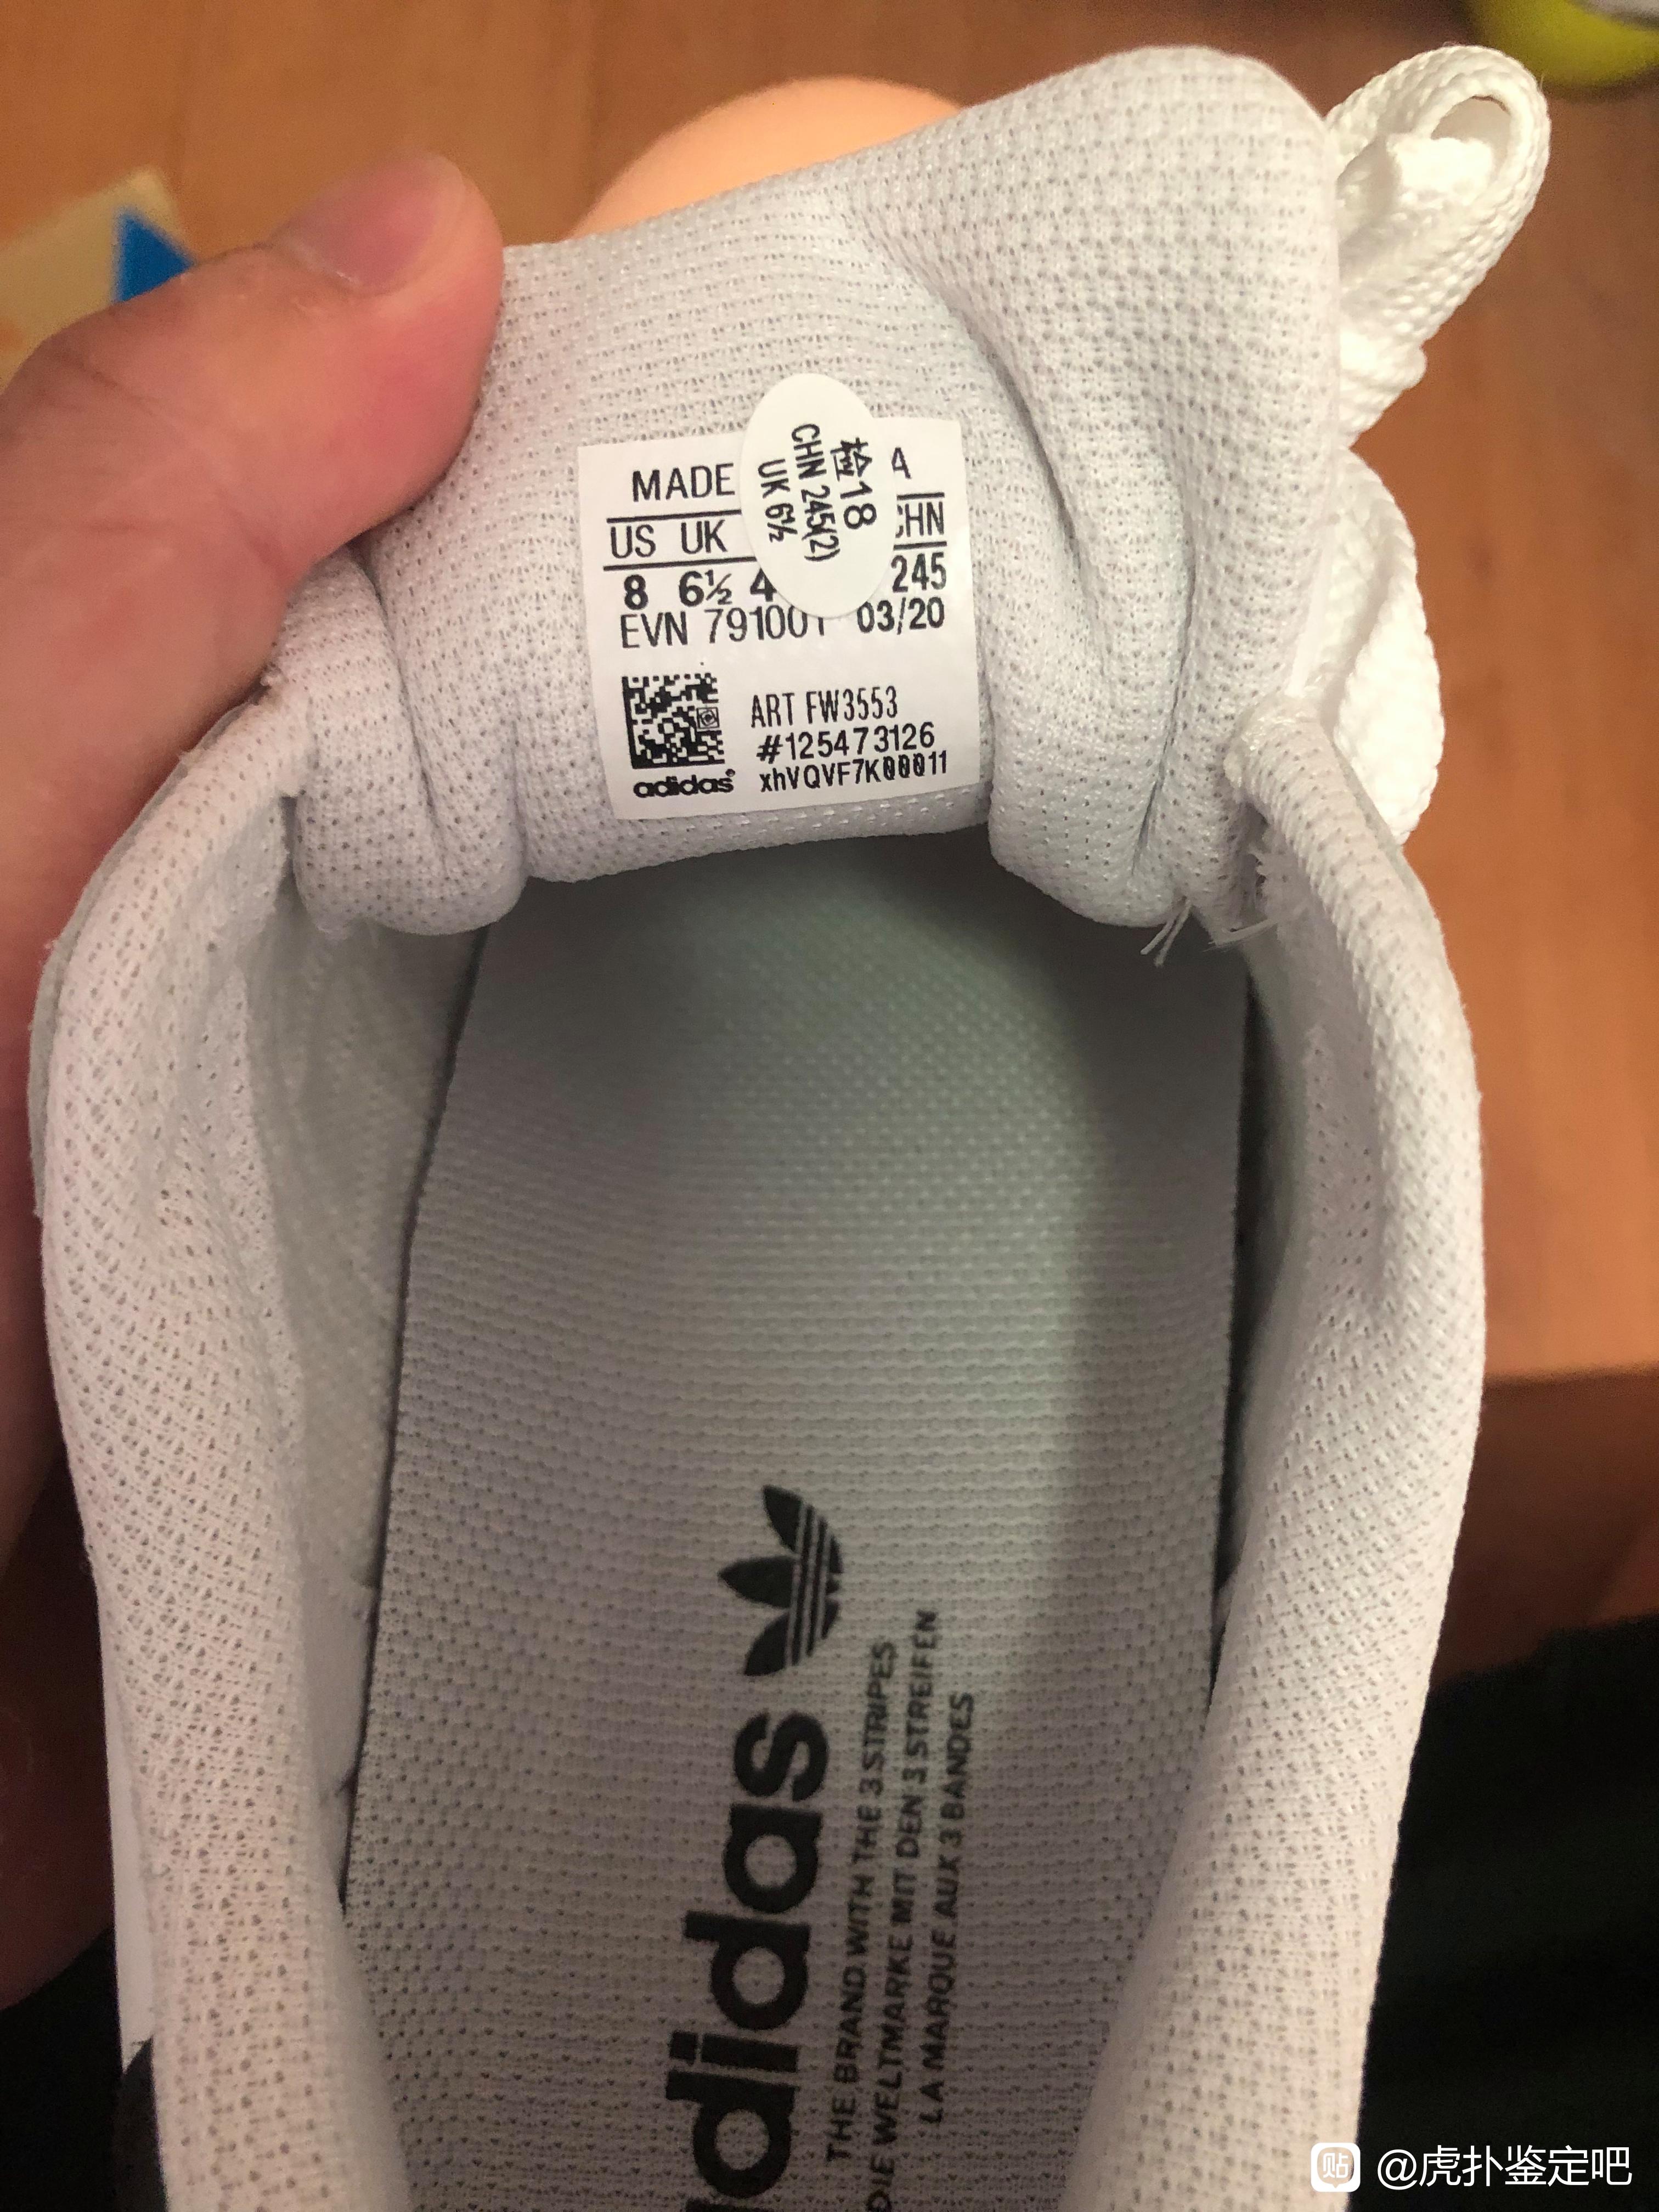 检18
CHN 245(2)
UK 6½
MADE A
US UK CHN
8 6½ 4 245
EVN 791001 03/20
ART FW3553
#125473126
adidas xhVQVF7K00011
adidas
THE BRAND WITH THE 3 STRIPES
DIE WELTMARKE MIT DEN 3 STREIFEN
LA MARQUE AUX 3 BANDES
贴 @虎扑鉴定吧